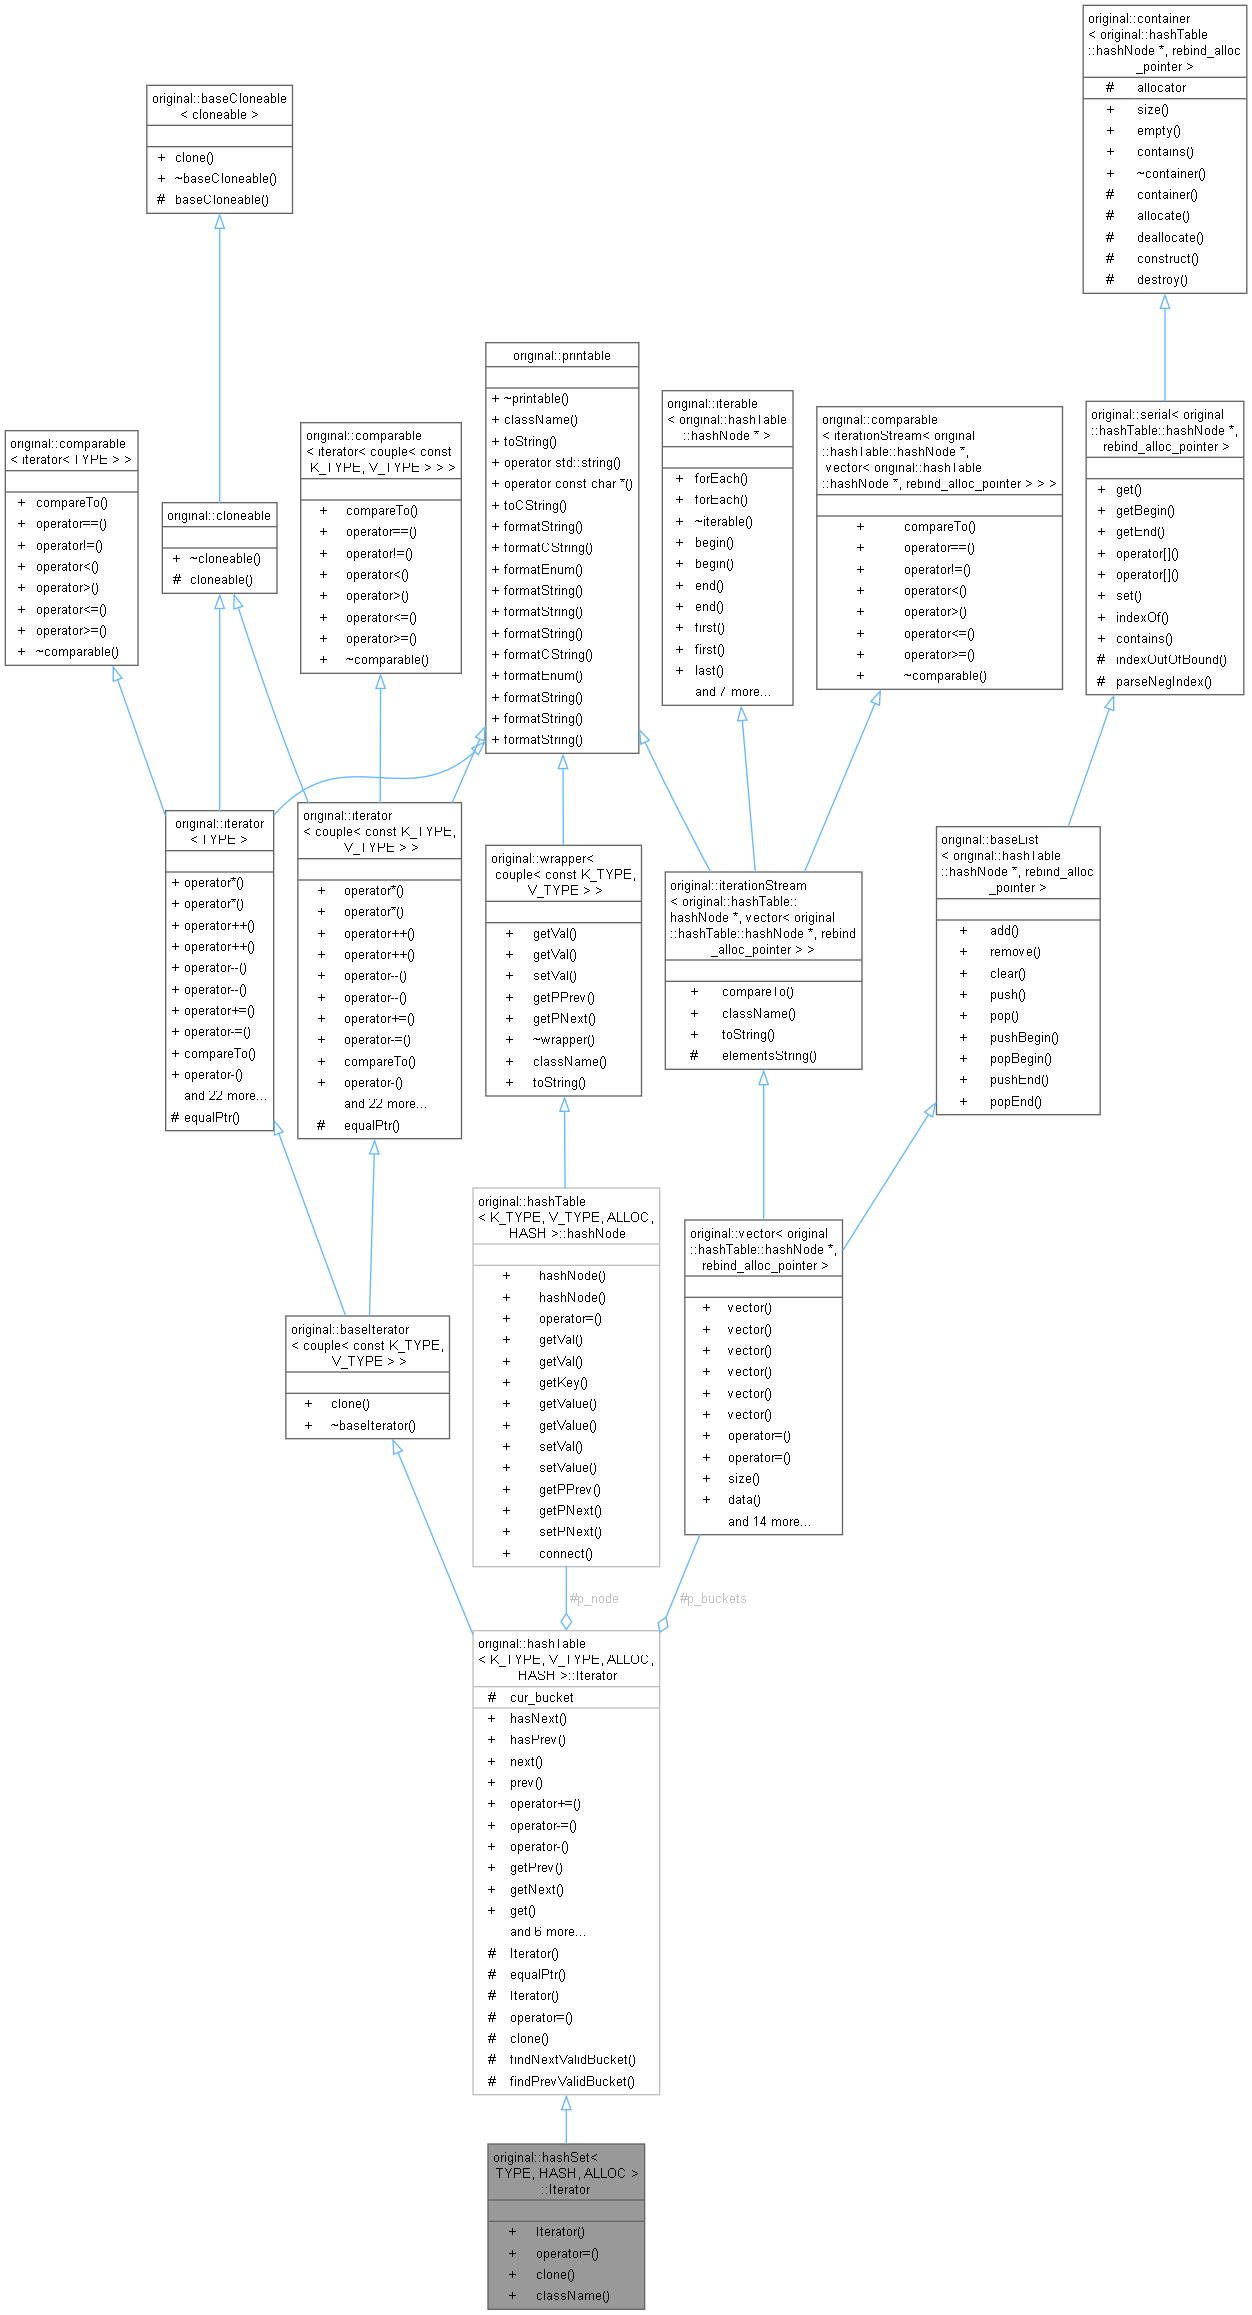 original::container
< original::hashTable
::hashNode *, rebind_alloc
_pointer >
# allocator
+ size()
+ empty()
+ contains()
+ ~container()
# container()
# allocate()
# deallocate()
# construct()
# destroy()
original::baseCloneable
< cloneable >
+ clone()
+ ~baseCloneable()
# baseCloneable()
original::printable
+ ~printable()
+ className()
+ toString()
+ operator std::string()
+ operator const char *()
+ toCString()
+ formatString()
+ formatCString()
+ formatEnum()
+ formatString()
+ formatString()
+ formatString()
+ formatCString()
+ formatEnum()
+ formatString()
+ formatString()
+ formatString()
original::iterable
< original::hashTable
::hashNode * >
+ forEach()
+ forEach()
+ ~iterable()
+ begin()
+ begin()
+ end()
+ end()
+ first()
+ first()
+ last()
and 7 more...
original::comparable
< iterationStream< original
::hashTable::hashNode *,
vector< original::hashTable
::hashNode *, rebind_alloc_pointer > > >
+ compareTo()
+ operator==()
+ operator!=()
+ operator<()
+ operator>()
+ operator<=()
+ operator>=()
+ ~comparable()
original::serial< original
::hashTable::hashNode *,
rebind_alloc_pointer >
+ get()
+ getBegin()
+ getEnd()
+ operator[]()
+ operator[]()
+ set()
+ indexOf()
+ contains()
# indexOutOfBound()
# parseNegIndex()
original::comparable
< iterator< TYPE > >
+ compareTo()
+ operator==()
+ operator!=()
+ operator<()
+ operator>()
+ operator<=()
+ operator>=()
+ ~comparable()
original::cloneable
+ ~cloneable()
# cloneable()
original::comparable
< iterator< couple< const
K_TYPE, V_TYPE > > >
+ compareTo()
+ operator==()
+ operator!=()
+ operator<()
+ operator>()
+ operator<=()
+ operator>=()
+ ~comparable()
original::iterator
< TYPE >
+ operator*()
+ operator*()
+ operator++()
+ operator++()
+ operator--()
+ operator--()
+ operator+=()
+ operator-=()
+ compareTo()
+ operator-()
and 22 more...
# equalPtr()
original::iterator
< couple< const K_TYPE,
V_TYPE > >
+ operator*()
+ operator*()
+ operator++()
+ operator++()
+ operator--()
+ operator--()
+ operator+=()
+ operator-=()
+ compareTo()
+ operator-()
and 22 more...
# equalPtr()
original::wrapper<
couple< const K_TYPE,
V_TYPE > >
+ getVal()
+ getVal()
+ setVal()
+ getPPrev()
+ getPNext()
+ ~wrapper()
+ className()
+ toString()
original::iterationStream
< original::hashTable::
hashNode *, vector< original
::hashTable::hashNode *, rebind
_alloc_pointer > >
+ compareTo()
+ className()
+ toString()
# elementsString()
original::baseList
< original::hashTable
::hashNode *, rebind_alloc
_pointer >
+ add()
+ remove()
+ clear()
+ push()
+ pop()
+ pushBegin()
+ popBegin()
+ pushEnd()
+ popEnd()
original::baseIterator
< couple< const K_TYPE,
V_TYPE > >
+ clone()
+ ~baseIterator()
original::hashTable
< K_TYPE, V_TYPE, ALLOC,
HASH >::hashNode
+ hashNode()
+ hashNode()
+ operator=()
+ getVal()
+ getVal()
+ getKey()
+ getValue()
+ getValue()
+ setVal()
+ setValue()
+ getPPrev()
+ getPNext()
+ setPNext()
+ connect()
original::vector< original
::hashTable::hashNode *,
rebind_alloc_pointer >
+ vector()
+ vector()
+ vector()
+ vector()
+ vector()
+ vector()
+ operator=()
+ operator=()
+ size()
+ data()
and 14 more...
#p_node
#p_buckets
original::hashTable
< K_TYPE, V_TYPE, ALLOC,
HASH >::Iterator
# cur_bucket
+ hasNext()
+ hasPrev()
+ next()
+ prev()
+ operator+=()
+ operator-=()
+ operator-()
+ getPrev()
+ getNext()
+ get()
and 6 more...
# Iterator()
# equalPtr()
# Iterator()
# operator=()
# clone()
# findNextValidBucket()
# findPrevValidBucket()
original::hashSet<
TYPE, HASH, ALLOC >
::Iterator
+ Iterator()
+ operator=()
+ clone()
+ className()